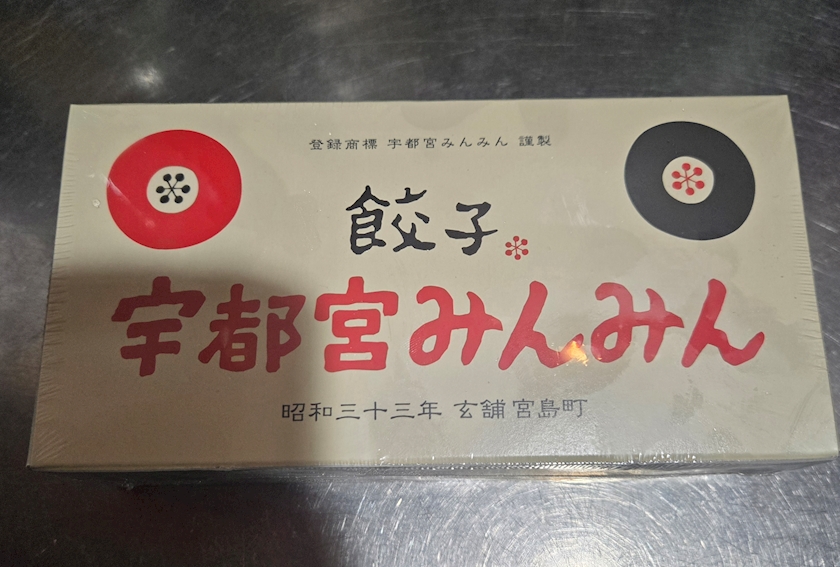 登録商標 宇都宮みんみん 謹製
餃子
宇都宮みんみん
昭和三十三年 玄舗 宮島町